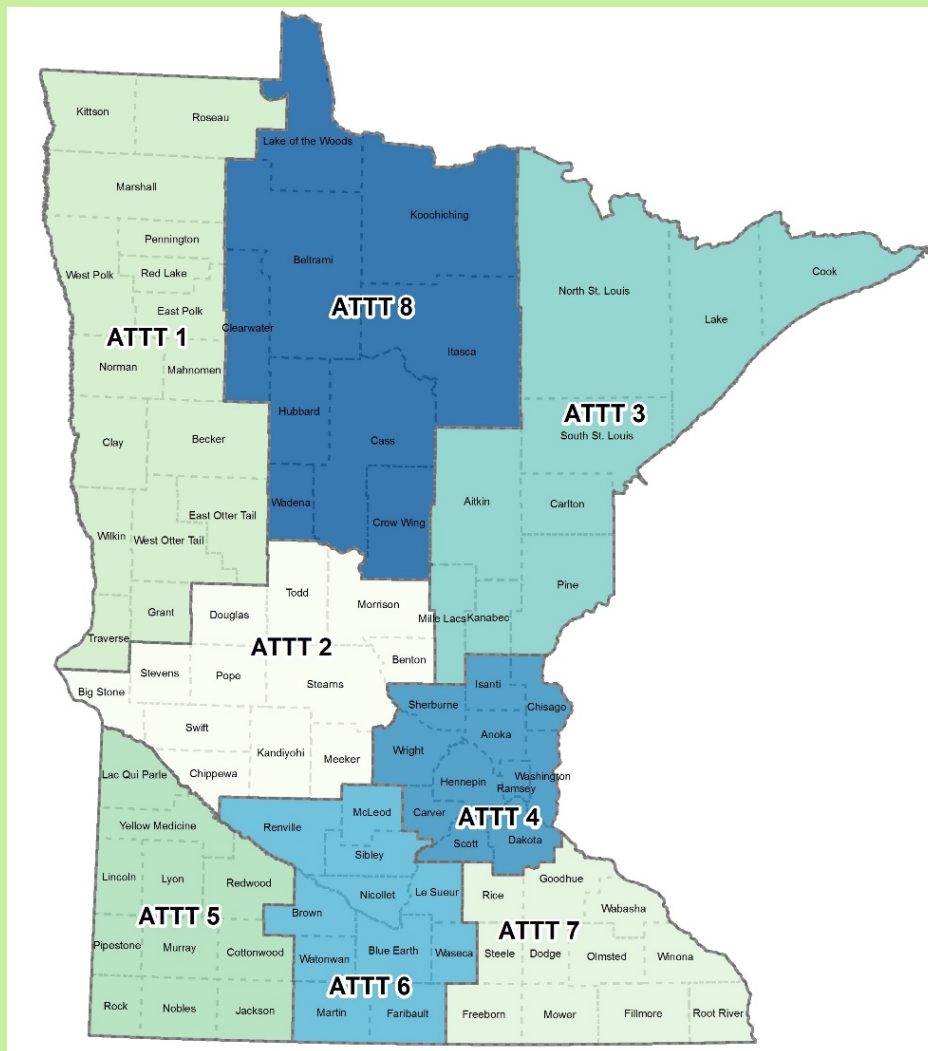 Kittson
Roseau
Lake of the Woods
Marshall
Koochiching
Pennington
Beltrami
West Polk
Red Lake
Cook
North St. Louis
East Polk
ATTT 8
Lake
Clearwater
ATTT 1
Itasca
Norman
Mahnomen
Hubbard
ATTT 3
Clay
Becker
Cass
South St. Louis
Aitkin
Wadena
Carlton
East Otter Tail
Crow Wing
Wilkin
West Otter Tail
Pine
Todd
Morrison
Grant
Douglas
Mille Lacs
Kanabec
Traverse
ATTT 2
Benton
Stevens
Pope
Stearns
Isanti
Big Stone
Sherburne
Chisago
Swift
Anoka
Wright
Kandiyohi
Meeker
Lac Qui Parle
Chippewa
Hennepin
Washington
Ramsey
McLeod
Carver
ATTT 4
Yellow Medicine
Renville
Scott
Dakota
Sibley
Lincoln
Lyon
Redwood
Goodhue
Nicollet
Le Sueur
Rice
Wabasha
ATTT 5
Brown
ATTT 7
Pipestone
Murray
Cottonwood
Watonwan
Blue Earth
Waseca
Steele
Dodge
Olmsted
Winona
ATTT 6
Rock
Nobles
Jackson
Martin
Faribault
Freeborn
Mower
Fillmore
Root River